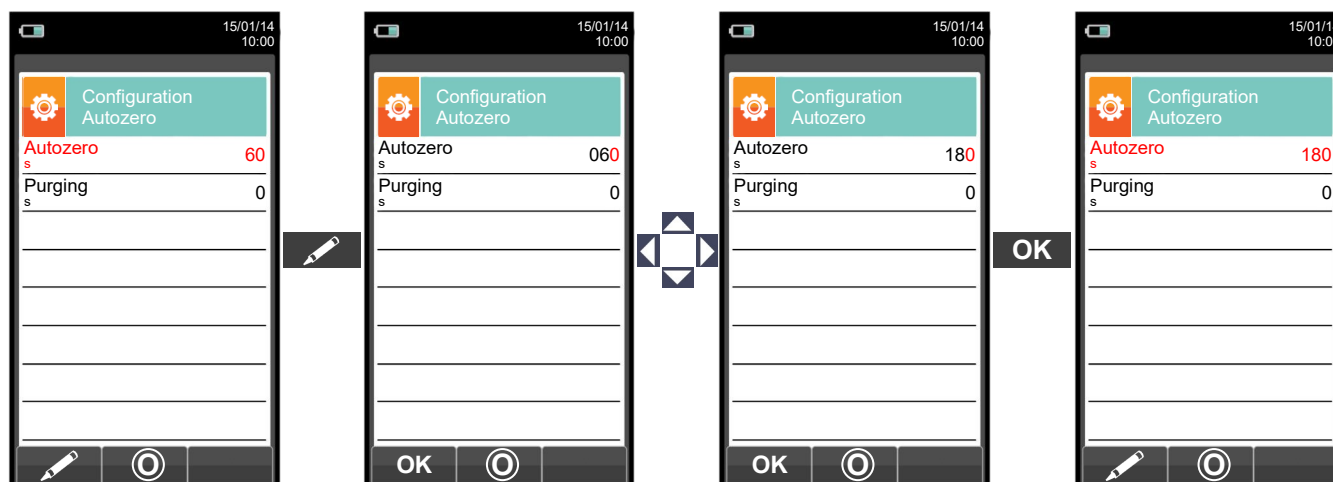 15/01/14
10:00
Configuration
Autozero
Autozero 60
s
Purging 0
s
15/01/14
10:00
Configuration
Autozero
Autozero 060
s
Purging 0
s
OK
15/01/14
10:00
Configuration
Autozero
Autozero 180
s
Purging 0
s
OK
OK
15/01/1
10:0
Configuration
Autozero
Autozero 180
s
Purging 0
s